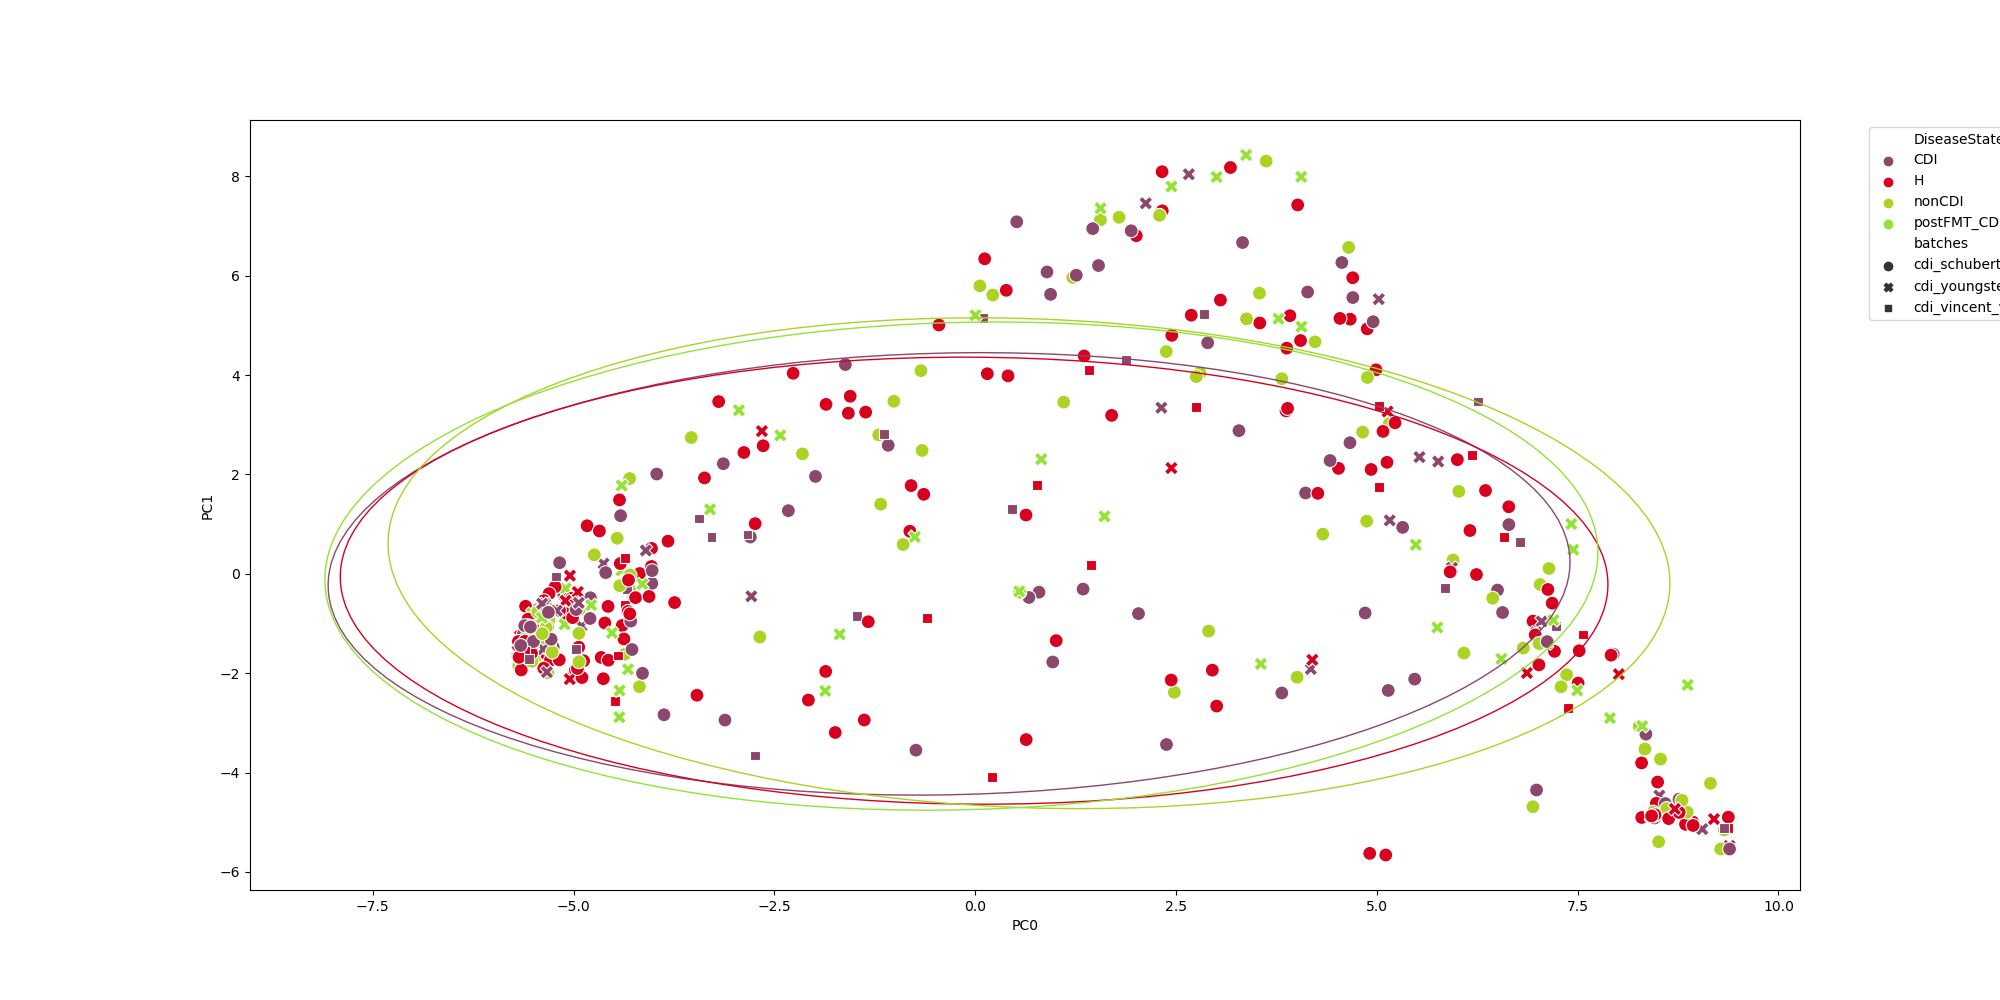 DiseaseState
CDI
H
nonCDI
postFMT_CD
batches
cdi_schubert
cdi_youngste
cdi_vincent_
PC1
8
6
4
2
0
−2
−4
−6
−7.5 −5.0 −2.5 0.0 2.5 5.0 7.5 10.0
PC0